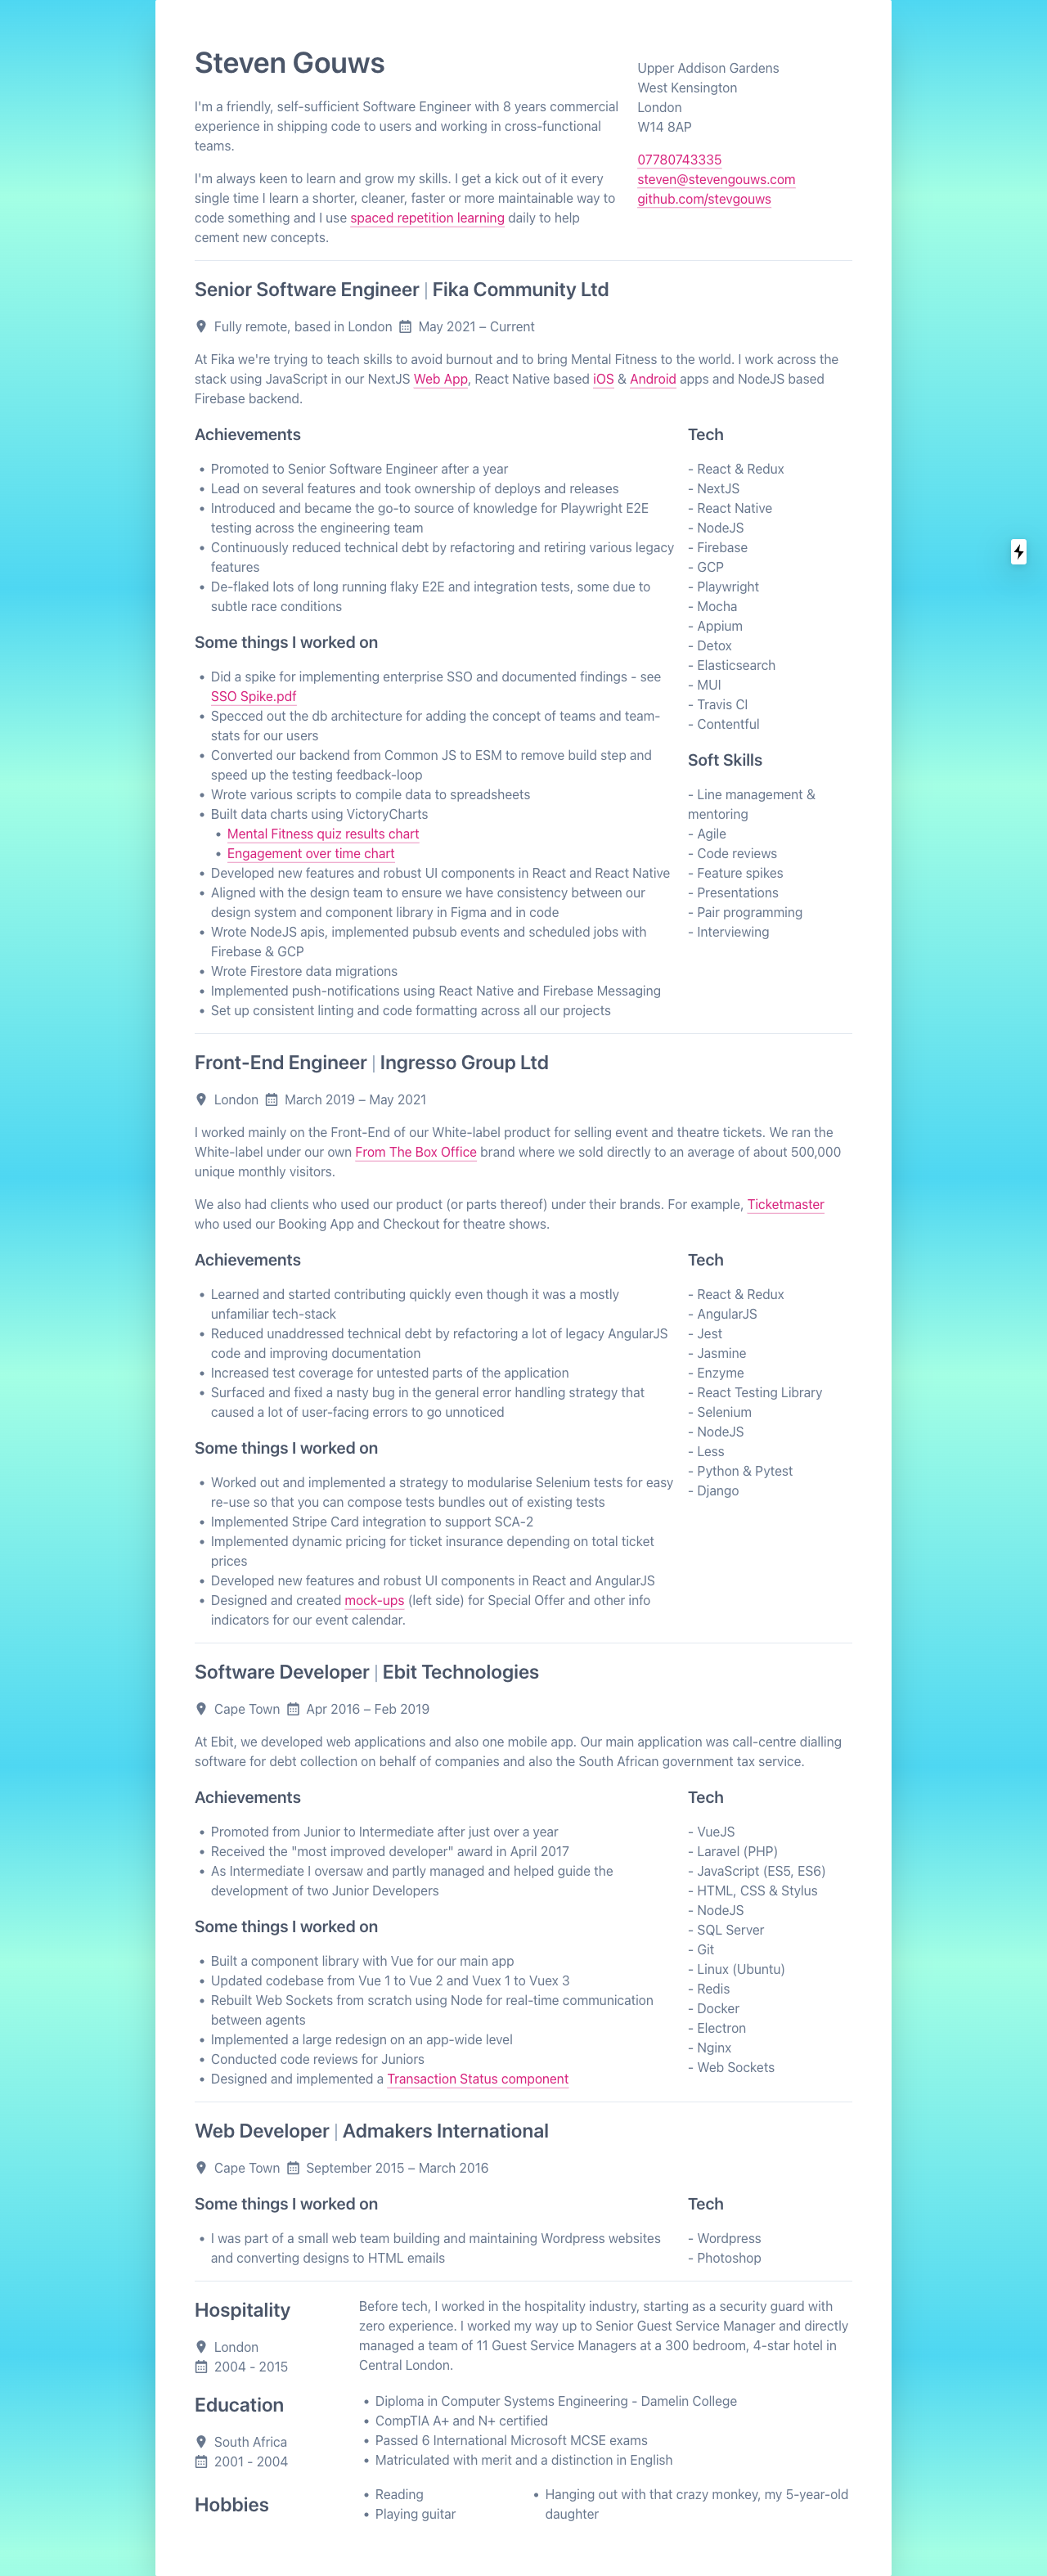 Steven Gouws
I'm a friendly, self-sufficient Software Engineer with 8 years commercial
experience in shipping code to users and working in cross-functional
teams.
I'm always keen to learn and grow my skills. I get a kick out of it every
single time I learn a shorter, cleaner, faster or more maintainable way to
code something and I use spaced repetition learning daily to help
cement new concepts.
Upper Addison Gardens
West Kensington
London
W14 8AP
07780743335
steven@stevengouws.com
github.com/stevgouws
Senior Software Engineer | Fika Community Ltd
Fully remote, based in London May 2021 – Current
At Fika we're trying to teach skills to avoid burnout and to bring Mental Fitness to the world. I work across the
stack using JavaScript in our NextJS Web App, React Native based iOS & Android apps and NodeJS based
Firebase backend.
Achievements
• Promoted to Senior Software Engineer after a year
• Lead on several features and took ownership of deploys and releases
• Introduced and became the go-to source of knowledge for Playwright E2E
testing across the engineering team
• Continuously reduced technical debt by refactoring and retiring various legacy
features
• De-flaked lots of long running flaky E2E and integration tests, some due to
subtle race conditions
Some things I worked on
• Did a spike for implementing enterprise SSO and documented findings - see
SSO Spike.pdf
• Specced out the db architecture for adding the concept of teams and team-
stats for our users
• Converted our backend from Common JS to ESM to remove build step and
speed up the testing feedback-loop
• Wrote various scripts to compile data to spreadsheets
• Built data charts using VictoryCharts
• Mental Fitness quiz results chart
• Engagement over time chart
• Developed new features and robust UI components in React and React Native
• Aligned with the design team to ensure we have consistency between our
design system and component library in Figma and in code
• Wrote NodeJS apis, implemented pubsub events and scheduled jobs with
Firebase & GCP
• Wrote Firestore data migrations
• Implemented push-notifications using React Native and Firebase Messaging
• Set up consistent linting and code formatting across all our projects
Tech
- React & Redux
- NextJS
- React Native
- NodeJS
- Firebase
- GCP
- Playwright
- Mocha
- Appium
- Detox
- Elasticsearch
- MUI
- Travis CI
- Contentful
Soft Skills
- Line management &
mentoring
- Agile
- Code reviews
- Feature spikes
- Presentations
- Pair programming
- Interviewing
Front-End Engineer | Ingresso Group Ltd
London March 2019 – May 2021
I worked mainly on the Front-End of our White-label product for selling event and theatre tickets. We ran the
White-label under our own From The Box Office brand where we sold directly to an average of about 500,000
unique monthly visitors.
We also had clients who used our product (or parts thereof) under their brands. For example, Ticketmaster
who used our Booking App and Checkout for theatre shows.
Achievements
• Learned and started contributing quickly even though it was a mostly
unfamiliar tech-stack
• Reduced unaddressed technical debt by refactoring a lot of legacy AngularJS
code and improving documentation
• Increased test coverage for untested parts of the application
• Surfaced and fixed a nasty bug in the general error handling strategy that
caused a lot of user-facing errors to go unnoticed
Some things I worked on
• Worked out and implemented a strategy to modularise Selenium tests for easy
re-use so that you can compose tests bundles out of existing tests
• Implemented Stripe Card integration to support SCA-2
• Implemented dynamic pricing for ticket insurance depending on total ticket
prices
• Developed new features and robust UI components in React and AngularJS
• Designed and created mock-ups (left side) for Special Offer and other info
indicators for our event calendar.
Tech
- React & Redux
- AngularJS
- Jest
- Jasmine
- Enzyme
- React Testing Library
- Selenium
- NodeJS
- Less
- Python & Pytest
- Django
Software Developer | Ebit Technologies
Cape Town Apr 2016 – Feb 2019
At Ebit, we developed web applications and also one mobile app. Our main application was call-centre dialling
software for debt collection on behalf of companies and also the South African government tax service.
Achievements
• Promoted from Junior to Intermediate after just over a year
• Received the "most improved developer" award in April 2017
• As Intermediate I oversaw and partly managed and helped guide the
development of two Junior Developers
Some things I worked on
• Built a component library with Vue for our main app
• Updated codebase from Vue 1 to Vue 2 and Vuex 1 to Vuex 3
• Rebuilt Web Sockets from scratch using Node for real-time communication
between agents
• Implemented a large redesign on an app-wide level
• Conducted code reviews for Juniors
• Designed and implemented a Transaction Status component
Tech
- VueJS
- Laravel (PHP)
- JavaScript (ES5, ES6)
- HTML, CSS & Stylus
- NodeJS
- SQL Server
- Git
- Linux (Ubuntu)
- Redis
- Docker
- Electron
- Nginx
- Web Sockets
Web Developer | Admakers International
Cape Town September 2015 – March 2016
Some things I worked on
• I was part of a small web team building and maintaining Wordpress websites
and converting designs to HTML emails
Tech
- Wordpress
- Photoshop
Hospitality
London
2004 - 2015
Before tech, I worked in the hospitality industry, starting as a security guard with
zero experience. I worked my way up to Senior Guest Service Manager and directly
managed a team of 11 Guest Service Managers at a 300 bedroom, 4-star hotel in
Central London.
Education
South Africa
2001 - 2004
• Diploma in Computer Systems Engineering - Damelin College
• CompTIA A+ and N+ certified
• Passed 6 International Microsoft MCSE exams
• Matriculated with merit and a distinction in English
Hobbies
• Reading
• Playing guitar
• Hanging out with that crazy monkey, my 5-year-old
daughter